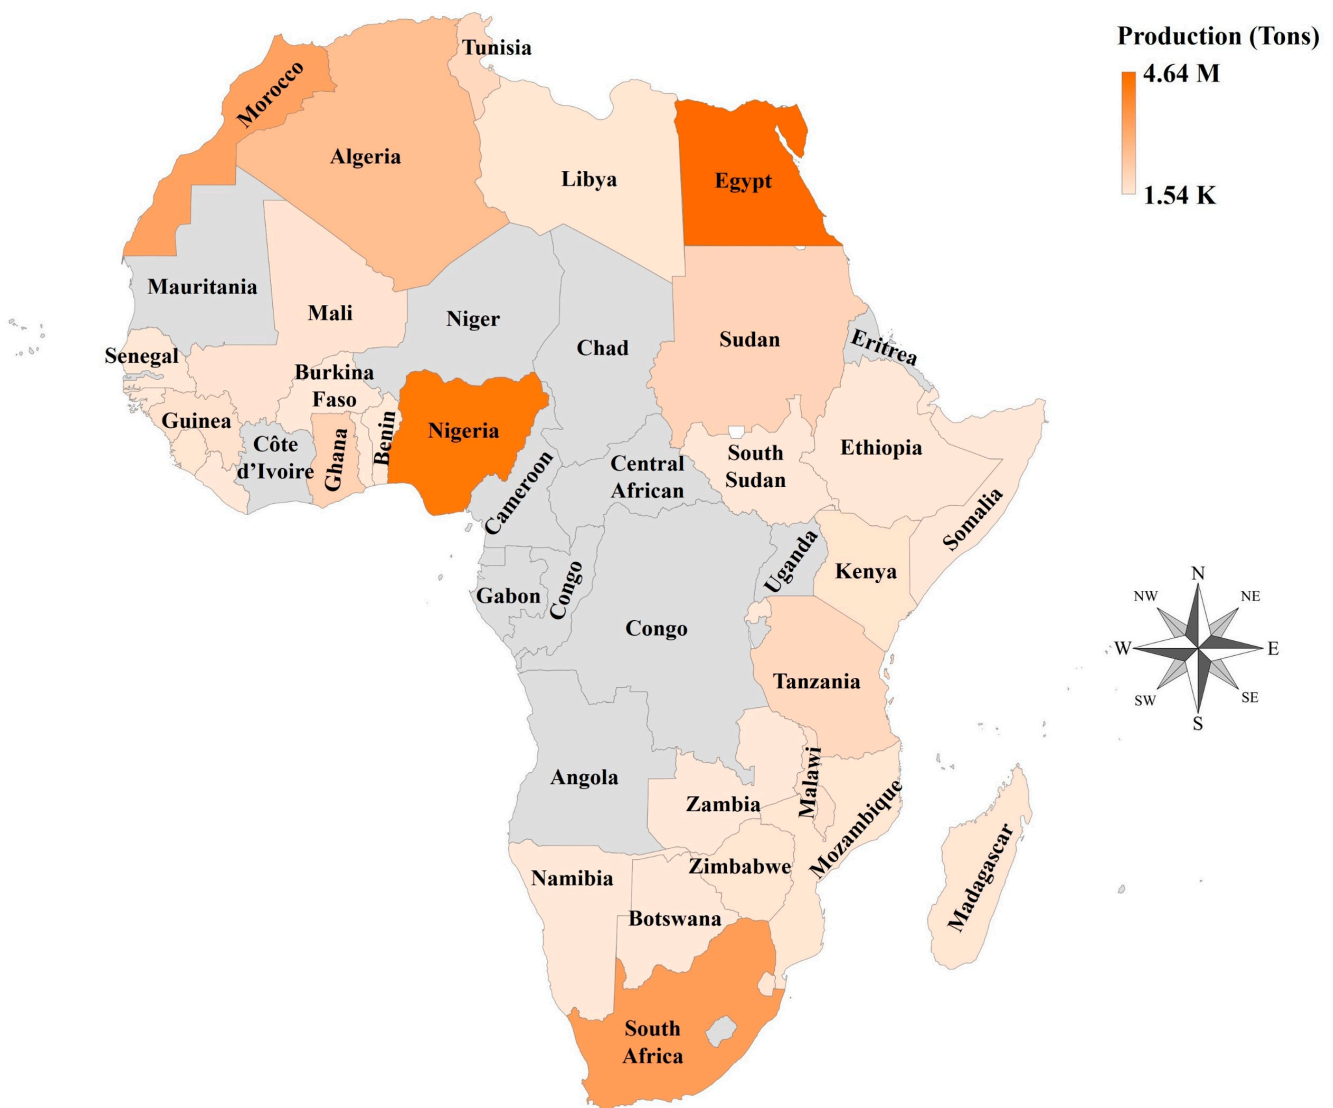 Production (Tons)
4.64 M
1.54 K
Tunisia
Morocco
Algeria
Libya
Egypt
Mauritania
Mali
Niger
Chad
Sudan
Eritrea
Senegal
Burkina
Faso
Guinea
Côte
d’Ivoire
Ghana
Benin
Nigeria
Cameroon
Central
African
South
Sudan
Ethiopia
Somalia
Uganda
Kenya
Gabon
Congo
Congo
Tanzania
Angola
Zambia
Malawi
Mozambique
Zimbabwe
Namibia
Botswana
Madagascar
South
Africa
N
NW
NE
W
E
SW
SE
S